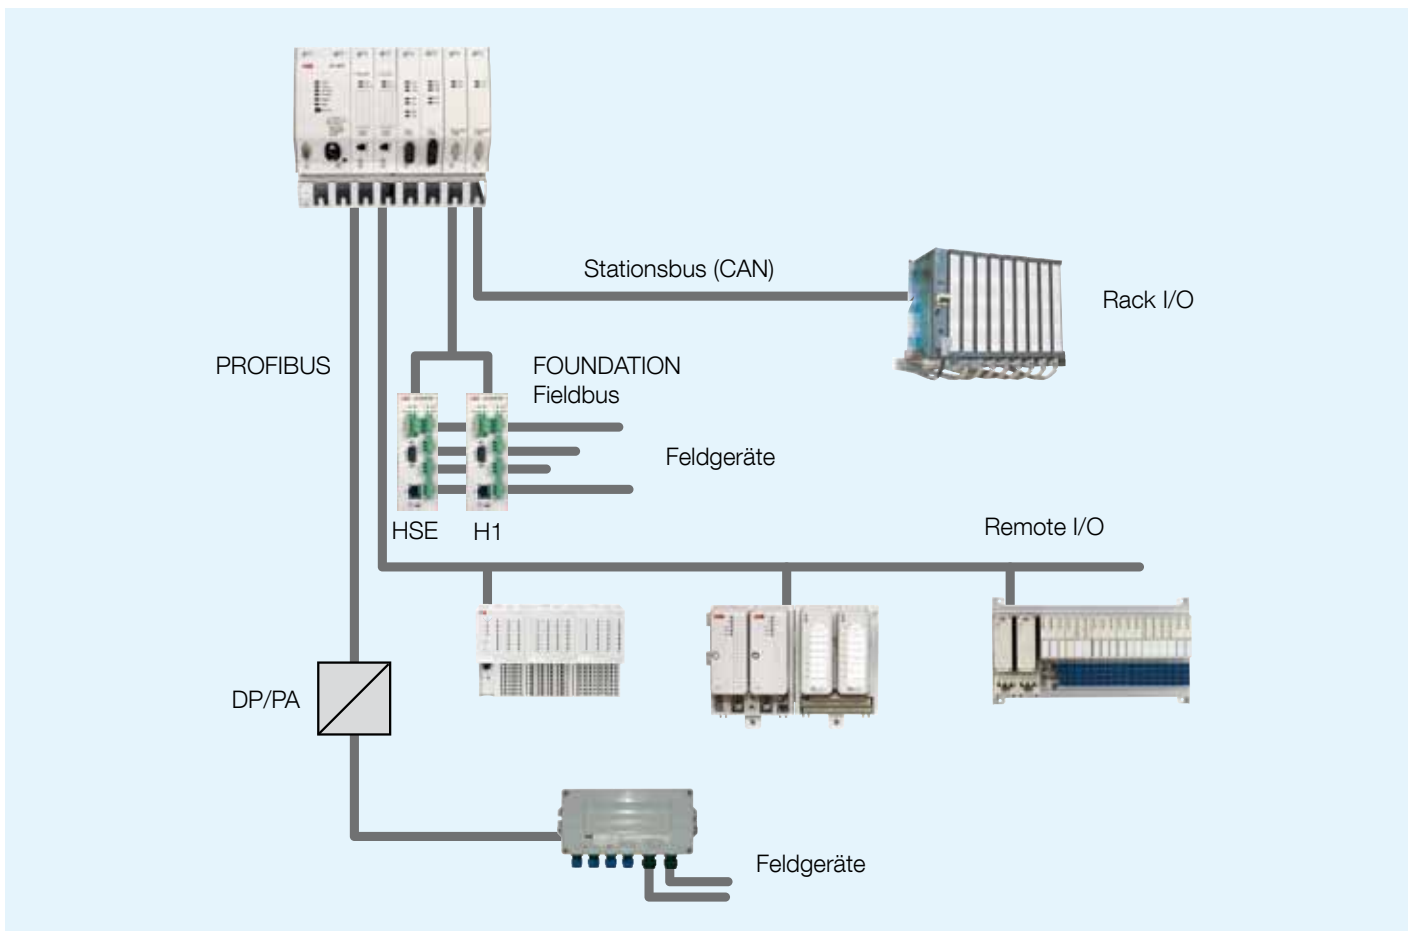 Stationsbus (CAN)
Rack I/O
PROFIBUS
FOUNDATION
Fieldbus
Feldgeräte
HSE
H1
Remote I/O
DP/PA
Feldgeräte